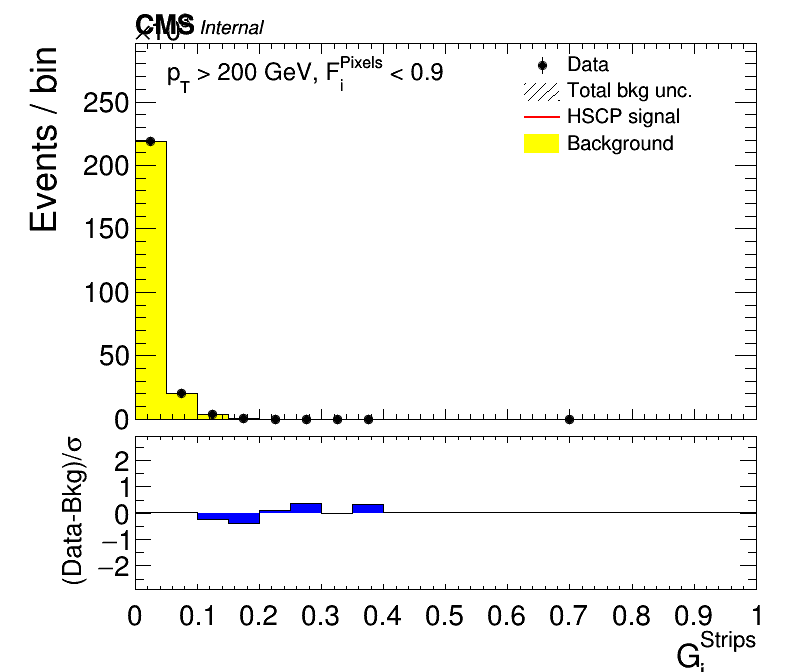 CMS Internal
×10³
p_T > 200 GeV, F_i^Pixels < 0.9
Data
Total bkg unc.
HSCP signal
Background
Events / bin
250
200
150
100
50
0
(Data-Bkg)/σ
2
1
0
−1
−2
0 0.1 0.2 0.3 0.4 0.5 0.6 0.7 0.8 0.9 1
G_i^Strips